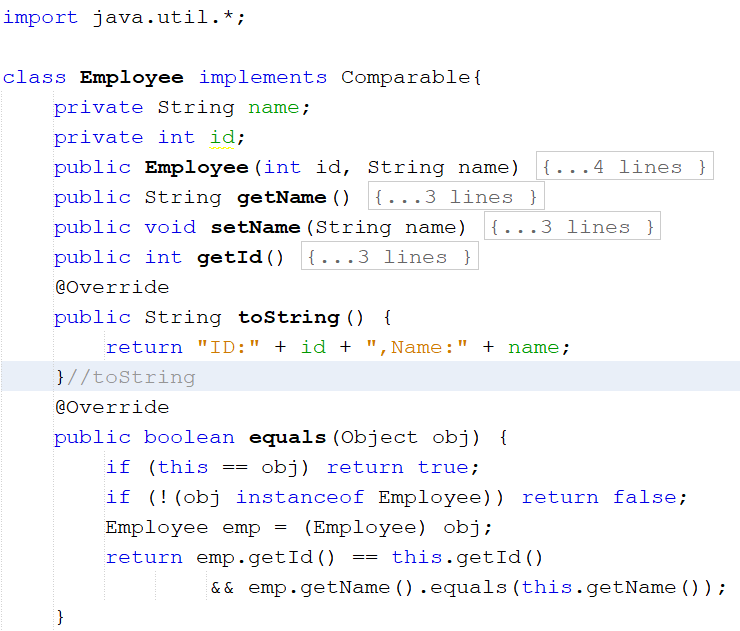 import java.util.*;
class Employee implements Comparable{
private String name;
private int id;
public Employee(int id, String name) {...4 lines }
public String getName() {...3 lines }
public void setName(String name) {...3 lines }
public int getId() {...3 lines }
@Override
public String toString() {
return "ID:" + id + ",Name:" + name;
}//toString
@Override
public boolean equals(Object obj) {
if (this == obj) return true;
if (!(obj instanceof Employee)) return false;
Employee emp = (Employee) obj;
return emp.getId() == this.getId()
&& emp.getName().equals(this.getName());
}